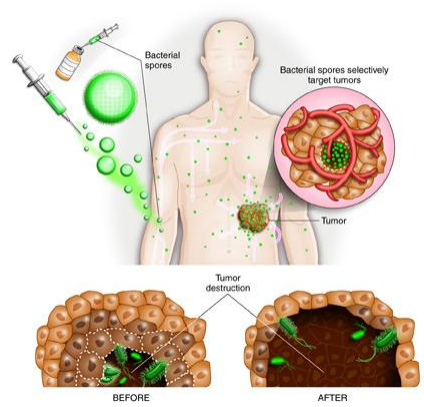 Bacterial
spores
Bacterial spores selectively
target tumors
Tumor
Tumor
destruction
BEFORE
AFTER